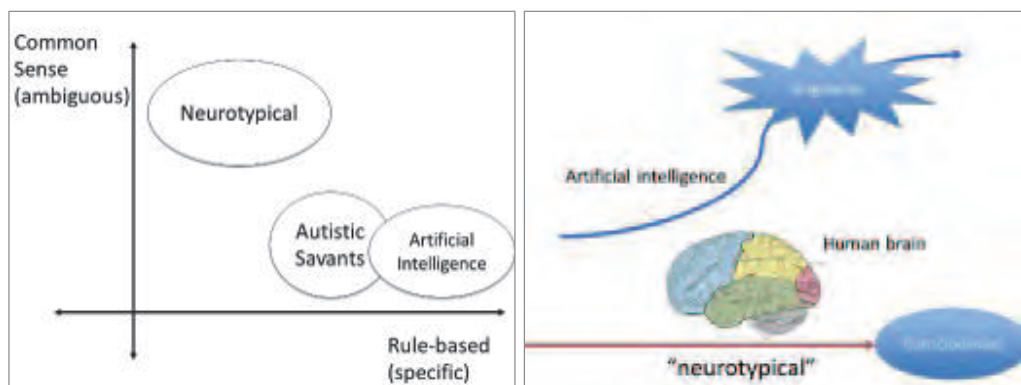 Common
Sense
(ambiguous)
Neurotypical
Autistic
Savants
Artificial
Intelligence
Rule-based
(specific)
Artificial intelligence
Human brain
"neurotypical"